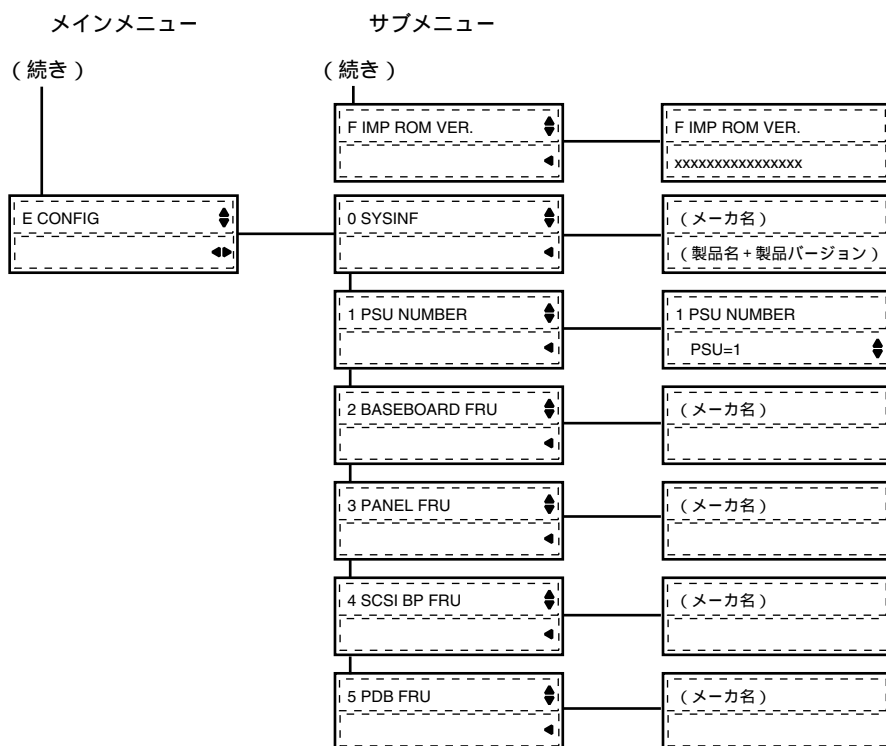 メインメニュー
サブメニュー
(続き)
(続き)
F IMP ROM VER.
F IMP ROM VER.
xxxxxxxxxxxxxxxx
E CONFIG
0 SYSINF
(メーカ名)
(製品名+製品バージョン)
1 PSU NUMBER
1 PSU NUMBER
PSU=1
2 BASEBOARD FRU
(メーカ名)
3 PANEL FRU
(メーカ名)
4 SCSI BP FRU
(メーカ名)
5 PDB FRU
(メーカ名)